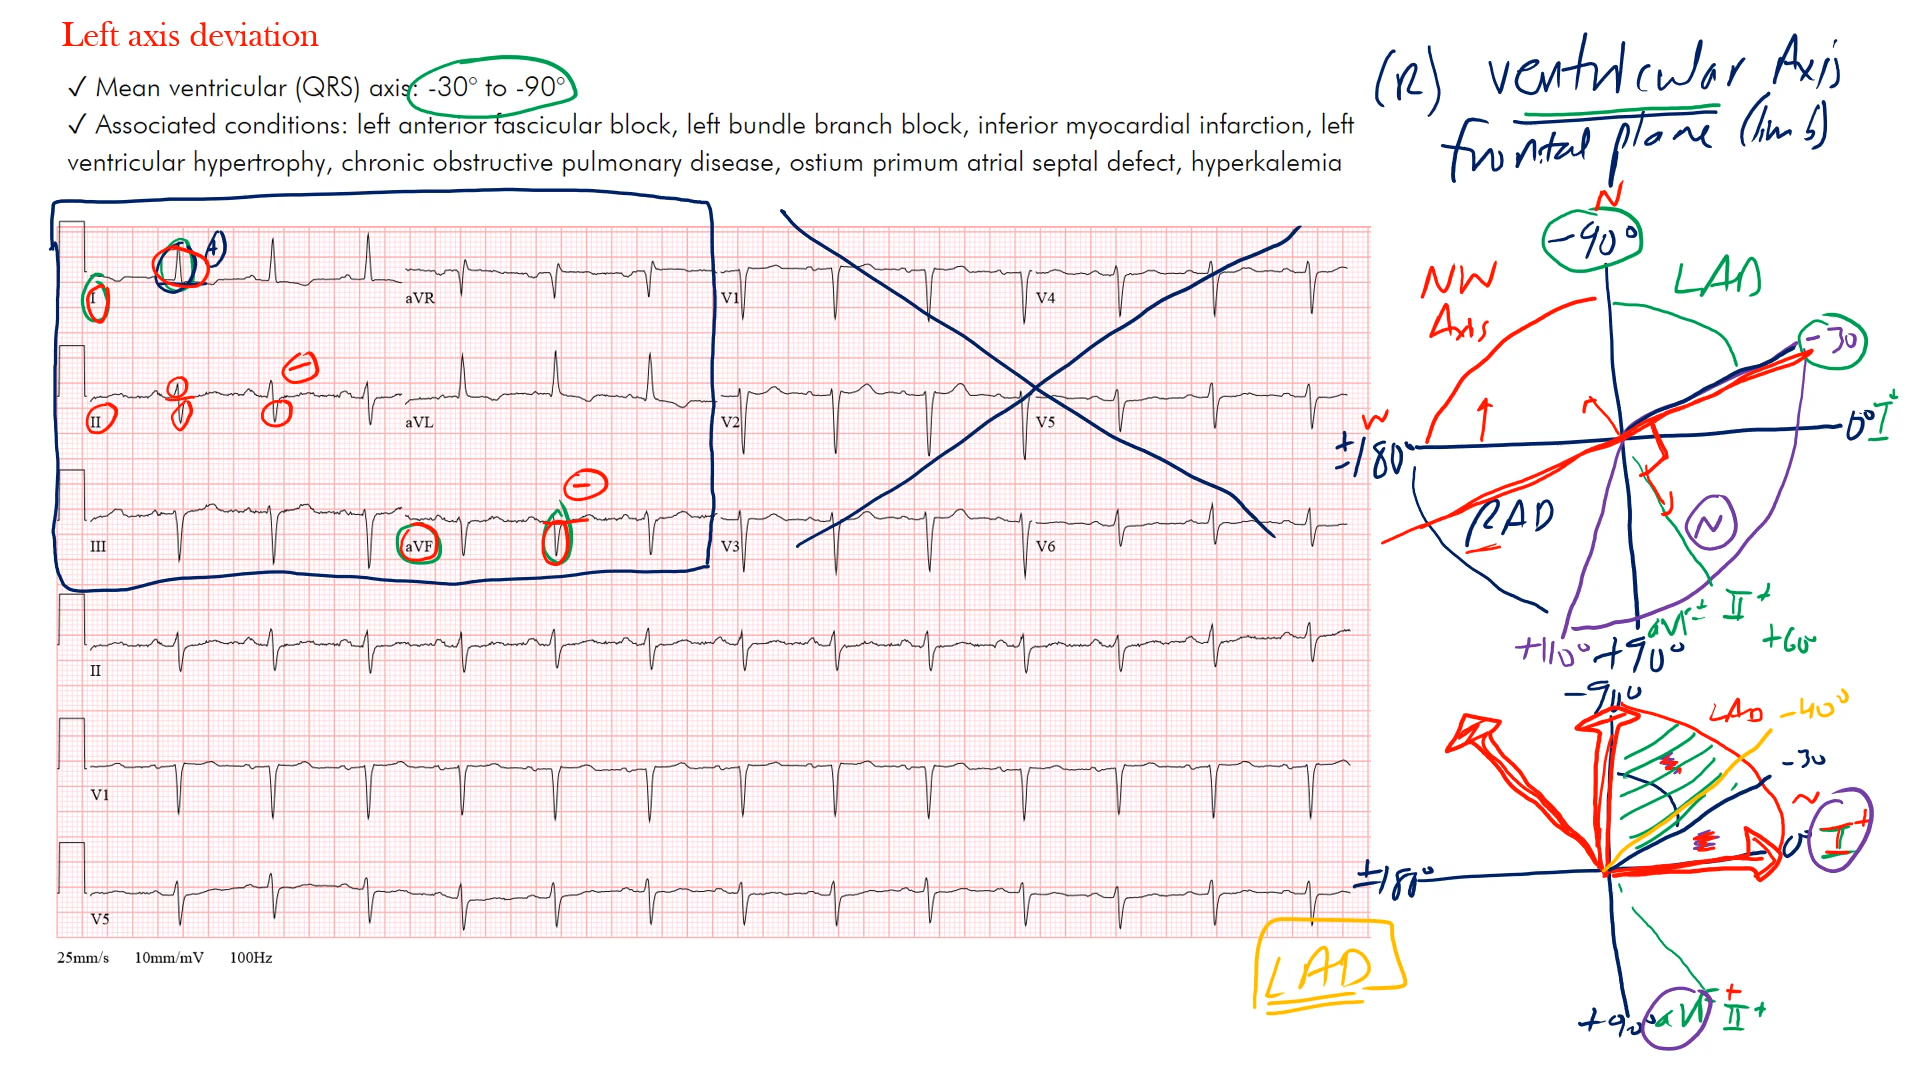 Left axis deviation
✓ Mean ventricular (QRS) axis: -30° to -90°
✓ Associated conditions: left anterior fascicular block, left bundle branch block, inferior myocardial infarction, left
ventricular hypertrophy, chronic obstructive pulmonary disease, ostium primum atrial septal defect, hyperkalemia
(R) ventricular Axis
frontal plane (limb)
N
-90°
NW
Axis
LAD
-30
W
±180°
0° I+
RAD
N
+110° +90°
aVF+ II+
+60°
I
aVR
V1
V4
II
aVL
V2
V5
III
aVF
V3
V6
II
V1
V5
25mm/s 10mm/mV 100Hz
-90°
LAD -40°
-30
N
0° I+
±180°
+90° aVF+ II+
LAD